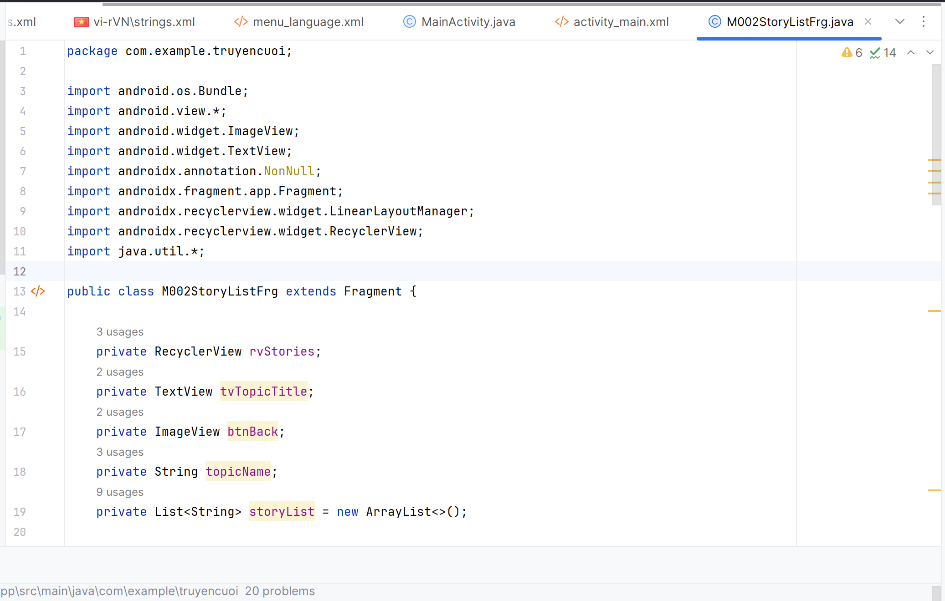 s.xml vi-rVN\strings.xml menu_language.xml MainActivity.java activity_main.xml M002StoryListFrg.java
6 14
1 package com.example.truyencuoi;
2
3 import android.os.Bundle;
4 import android.view.*;
5 import android.widget.ImageView;
6 import android.widget.TextView;
7 import androidx.annotation.NonNull;
8 import androidx.fragment.app.Fragment;
9 import androidx.recyclerview.widget.LinearLayoutManager;
10 import androidx.recyclerview.widget.RecyclerView;
11 import java.util.*;
12
13 </> public class M002StoryListFrg extends Fragment {
14
3 usages
15 private RecyclerView rvStories;
2 usages
16 private TextView tvTopicTitle;
2 usages
17 private ImageView btnBack;
3 usages
18 private String topicName;
9 usages
19 private List<String> storyList = new ArrayList<>();
20
pp\src\main\java\com\example\truyencuoi 20 problems